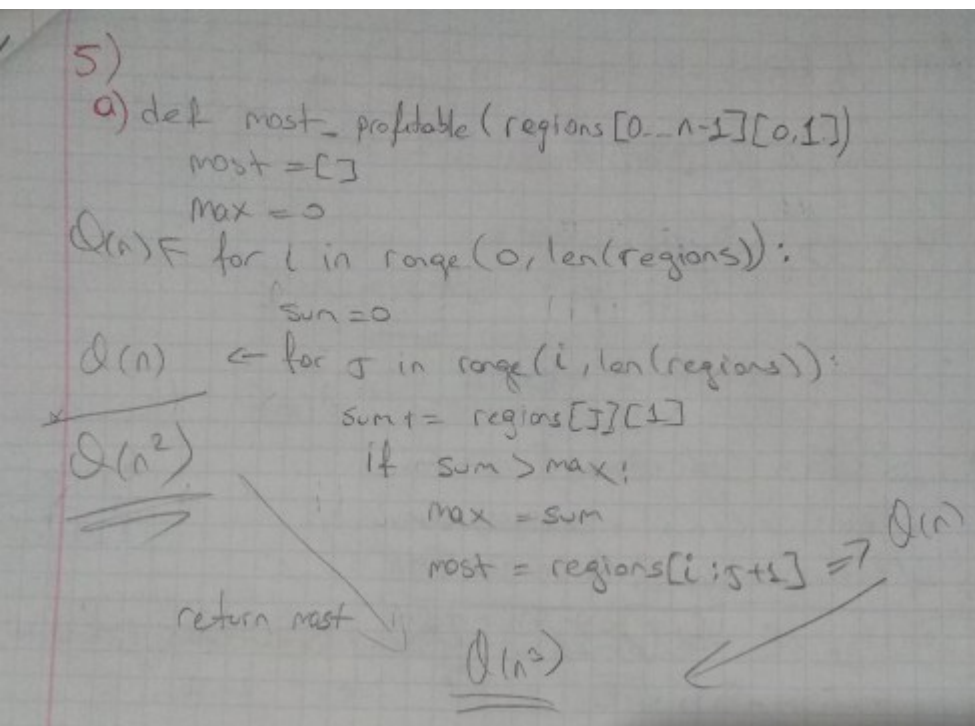 5)
a) def most_profitable(regions[0...n-1][0,1])
most = []
max = 0
θ(n) ← for i in range(0, len(regions)):
sum = 0
θ(n) ← for J in range(i, len(regions)):
sum += regions[J][1]
θ(n²)
if sum > max:
max = sum
θ(n)
most = regions[i : J+1] =>
return most
θ(n³)